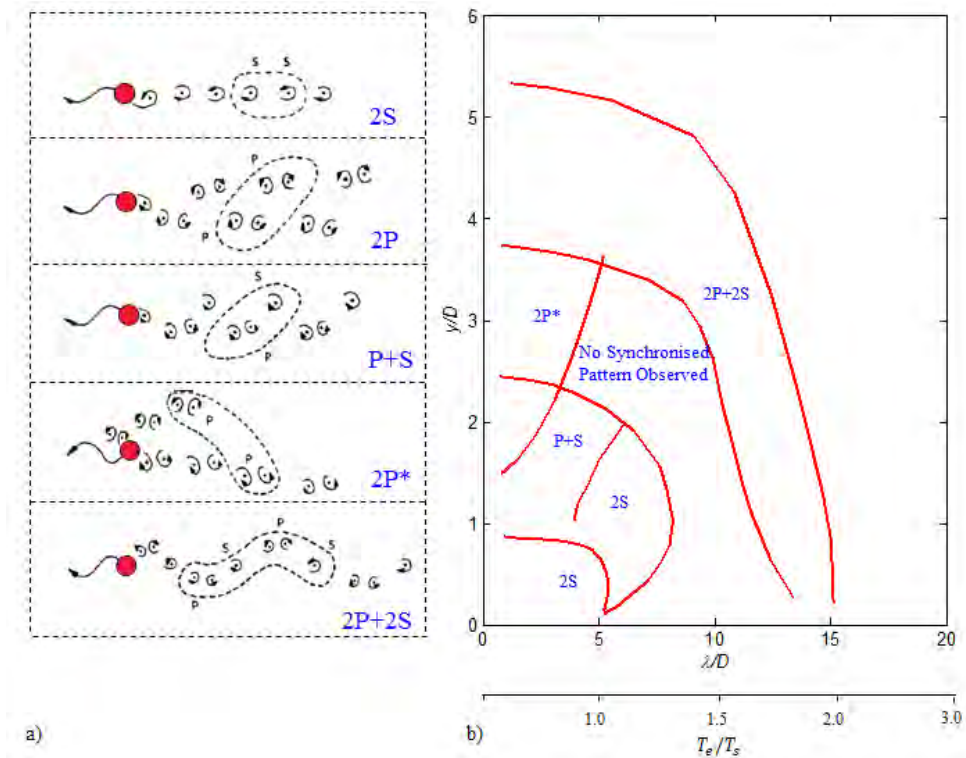 S S
2S
P
P
2P
S
P
P+S
P
P
2P*
P
S S
P
2P+2S
a)
y/D
6
5
4
3
2
1
0
2P+2S
2P*
No Synchronised
Pattern Observed
P+S
2S
2S
0 5 10 15 20
λ/D
1.0 1.5 2.0 3.0
b)
Te/Ts